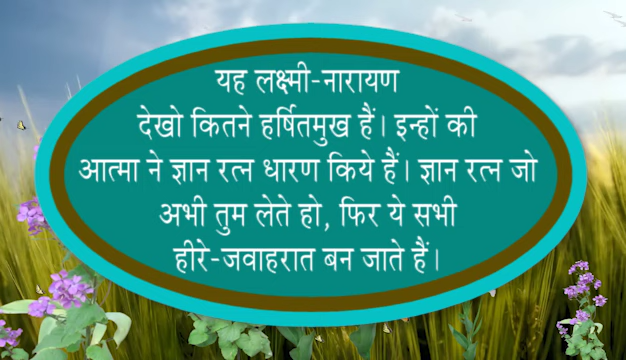 यह लक्ष्मी-नारायण
देखो कितने हर्षितमुख हैं। इन्हों की
आत्मा ने ज्ञान रत्न धारण किये हैं। ज्ञान रत्न जो
अभी तुम लेते हो, फिर ये सभी
हीरे-जवाहरात बन जाते हैं।